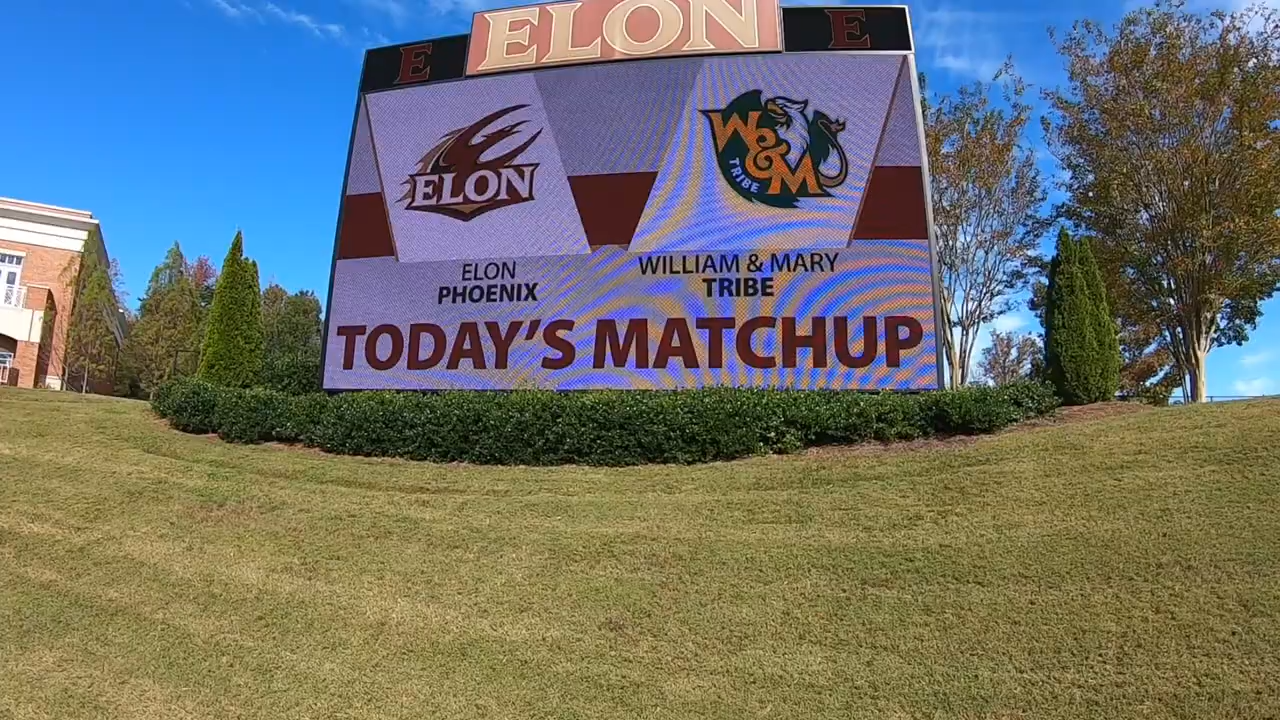 E
ELON
E
ELON
W&M
TRIBE
ELON
PHOENIX
WILLIAM & MARY
TRIBE
TODAY'S MATCHUP